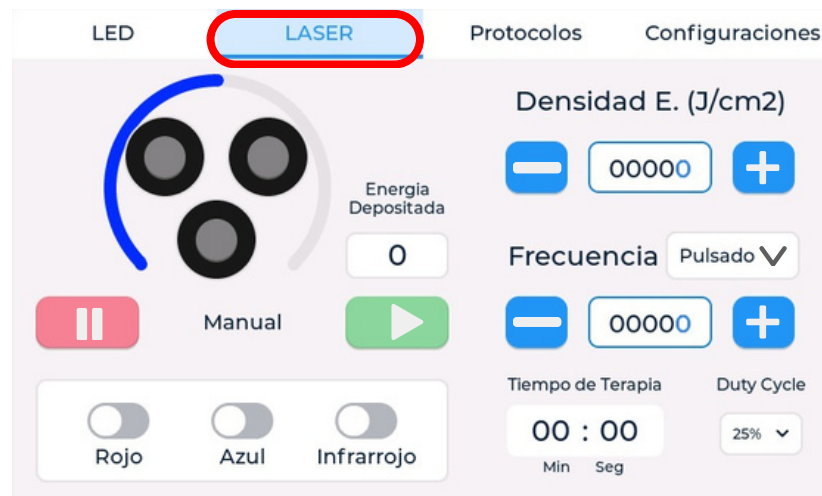 LED LASER Protocolos Configuraciones
Densidad E. (J/cm2)
00000
Energia
Depositada
0
Frecuencia Pulsado
Manual
00000
Tiempo de Terapia Duty Cycle
00 : 00 25%
Min Seg
Rojo Azul Infrarrojo